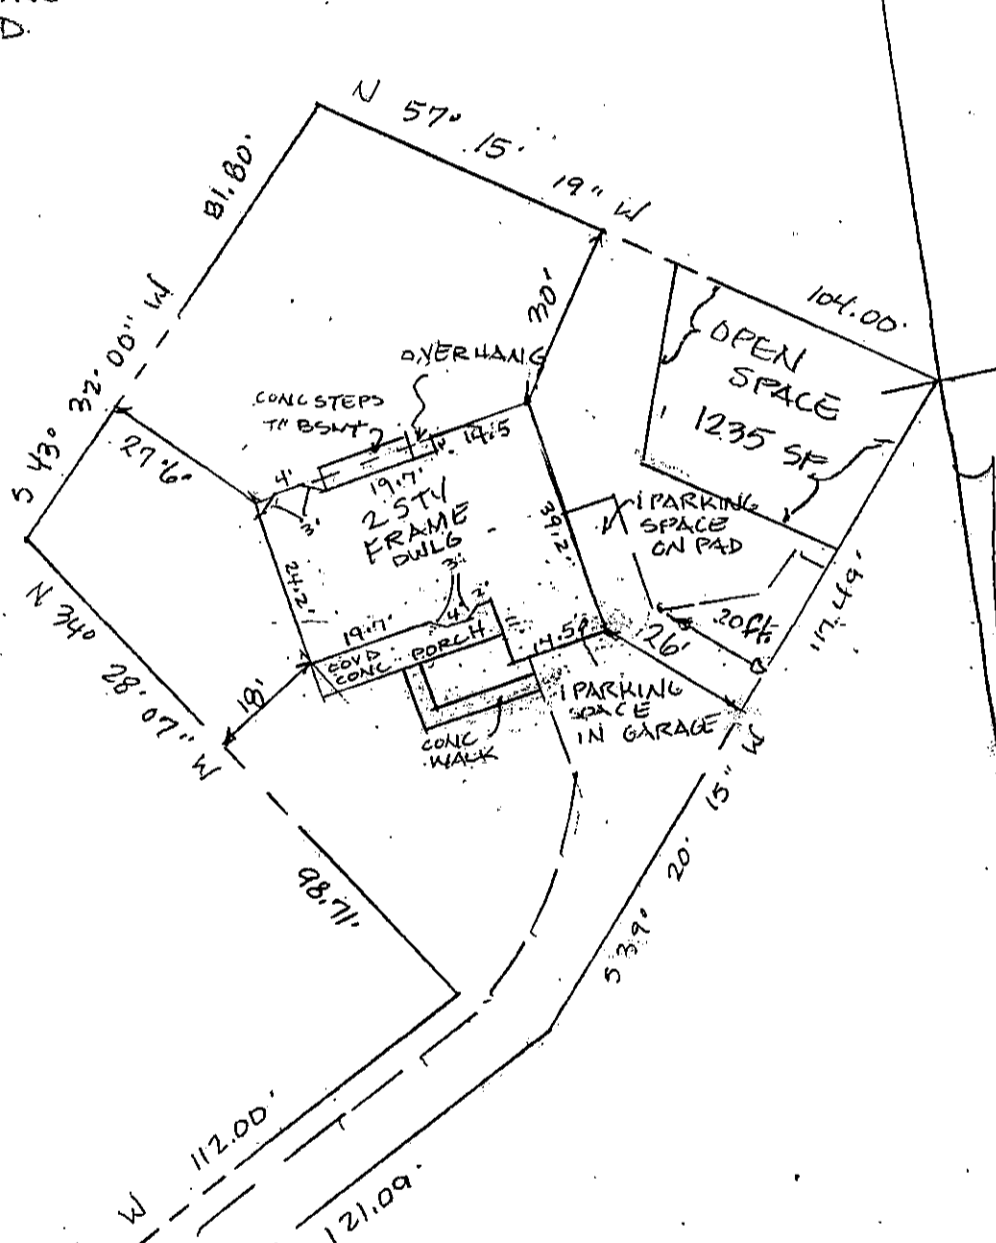 D.
N 57° 15' 19" W
104.00'
81.80'
S 43° 32' 00" W
30'
OVERHANG
CONC STEPS
TO BSMT
OPEN
SPACE
1235 SF
27'6"
4'
3'
19.7'
1'
14.5
2 STY
FRAME
DWLG
24.2'
39.2'
1 PARKING
SPACE
ON PAD
3'
4'
2'
19.7'
COV'D
CONC PORCH
14.5'
26'
20ft.
117.49'
18'
N 34° 28' 07" W
CONC
WALK
1 PARKING
SPACE
IN GARAGE
S 39° 20' 15" W
98.71'
112.00'
W
121.09'